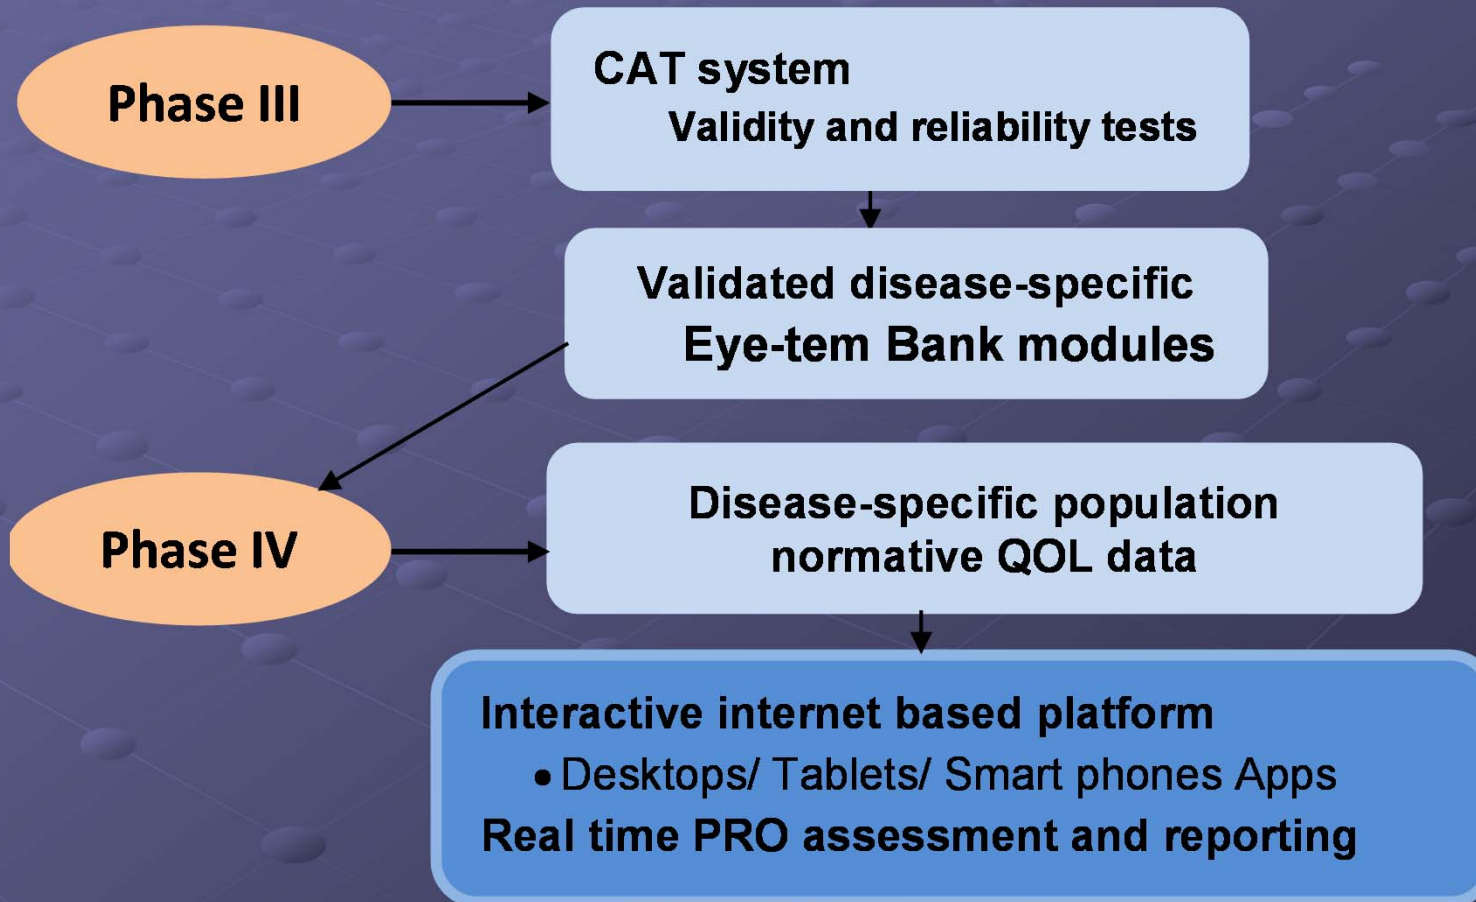 Phase III
CAT system
Validity and reliability tests
Validated disease-specific
Eye-tem Bank modules
Phase IV
Disease-specific population
normative QOL data
Interactive internet based platform
• Desktops/ Tablets/ Smart phones Apps
Real time PRO assessment and reporting